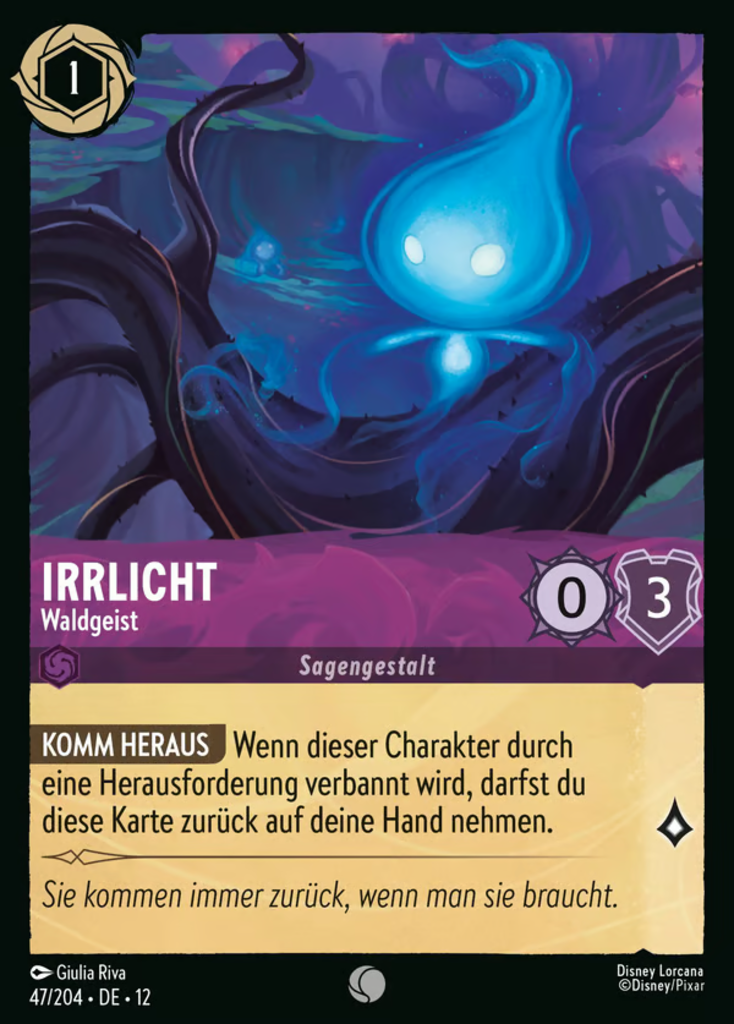 1
IRRLICHT
Waldgeist
0
3
Sagengestalt
KOMM HERAUS Wenn dieser Charakter durch
eine Herausforderung verbannt wird, darfst du
diese Karte zurück auf deine Hand nehmen.
Sie kommen immer zurück, wenn man sie braucht.
Giulia Riva
47/204 • DE • 12
Disney Lorcana
©Disney/Pixar